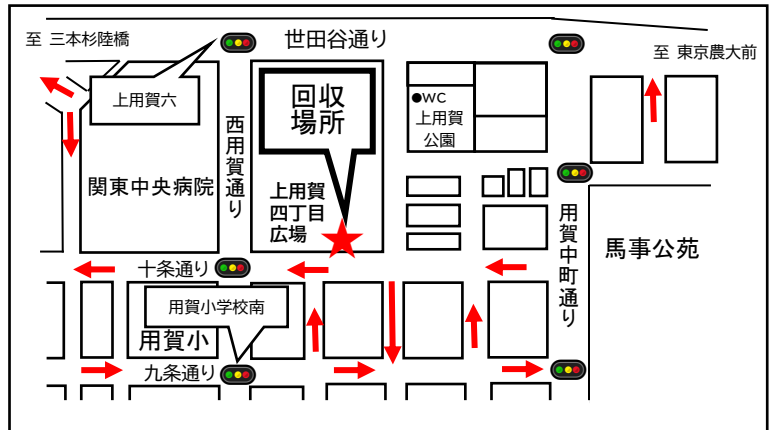 至 三本杉陸橋
世田谷通り
至 東京農大前
上用賀六
回収
場所
●WC
上用賀
公園
西用賀通り
関東中央病院
上用賀
四丁目
広場
用賀中町通り
馬事公苑
十条通り
用賀小学校南
用賀小
九条通り